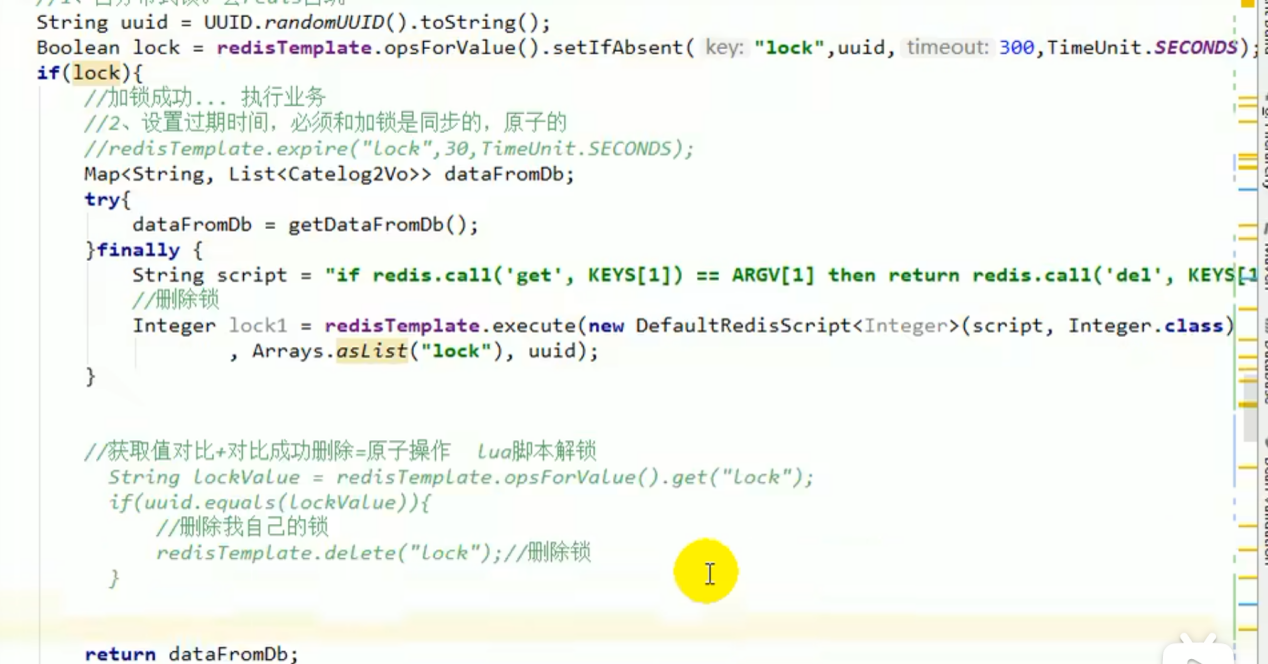 String uuid = UUID.randomUUID().toString();
Boolean lock = redisTemplate.opsForValue().setIfAbsent( key: "lock",uuid, timeout: 300,TimeUnit.SECONDS);
if(lock){
//加锁成功... 执行业务
//2、设置过期时间，必须和加锁是同步的，原子的
//redisTemplate.expire("lock",30,TimeUnit.SECONDS);
Map<String, List<Catelog2Vo>> dataFromDb;
try{
dataFromDb = getDataFromDb();
}finally {
String script = "if redis.call('get', KEYS[1]) == ARGV[1] then return redis.call('del', KEYS[1
//删除锁
Integer lock1 = redisTemplate.execute(new DefaultRedisScript<Integer>(script, Integer.class)
, Arrays.asList("lock"), uuid);
}
//获取值对比+对比成功删除=原子操作 lua脚本解锁
String lockValue = redisTemplate.opsForValue().get("lock");
if(uuid.equals(lockValue)){
//删除我自己的锁
redisTemplate.delete("lock");//删除锁
}
return dataFromDb;